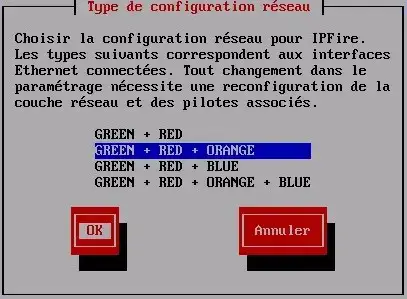 Type de configuration réseau
Choisir la configuration réseau pour IPFire.
Les types suivants correspondent aux interfaces
Ethernet connectées. Tout changement dans le
paramétrage nécessite une reconfiguration de la
couche réseau et des pilotes associés.
GREEN + RED
GREEN + RED + ORANGE
GREEN + RED + BLUE
GREEN + RED + ORANGE + BLUE
OK
Annuler